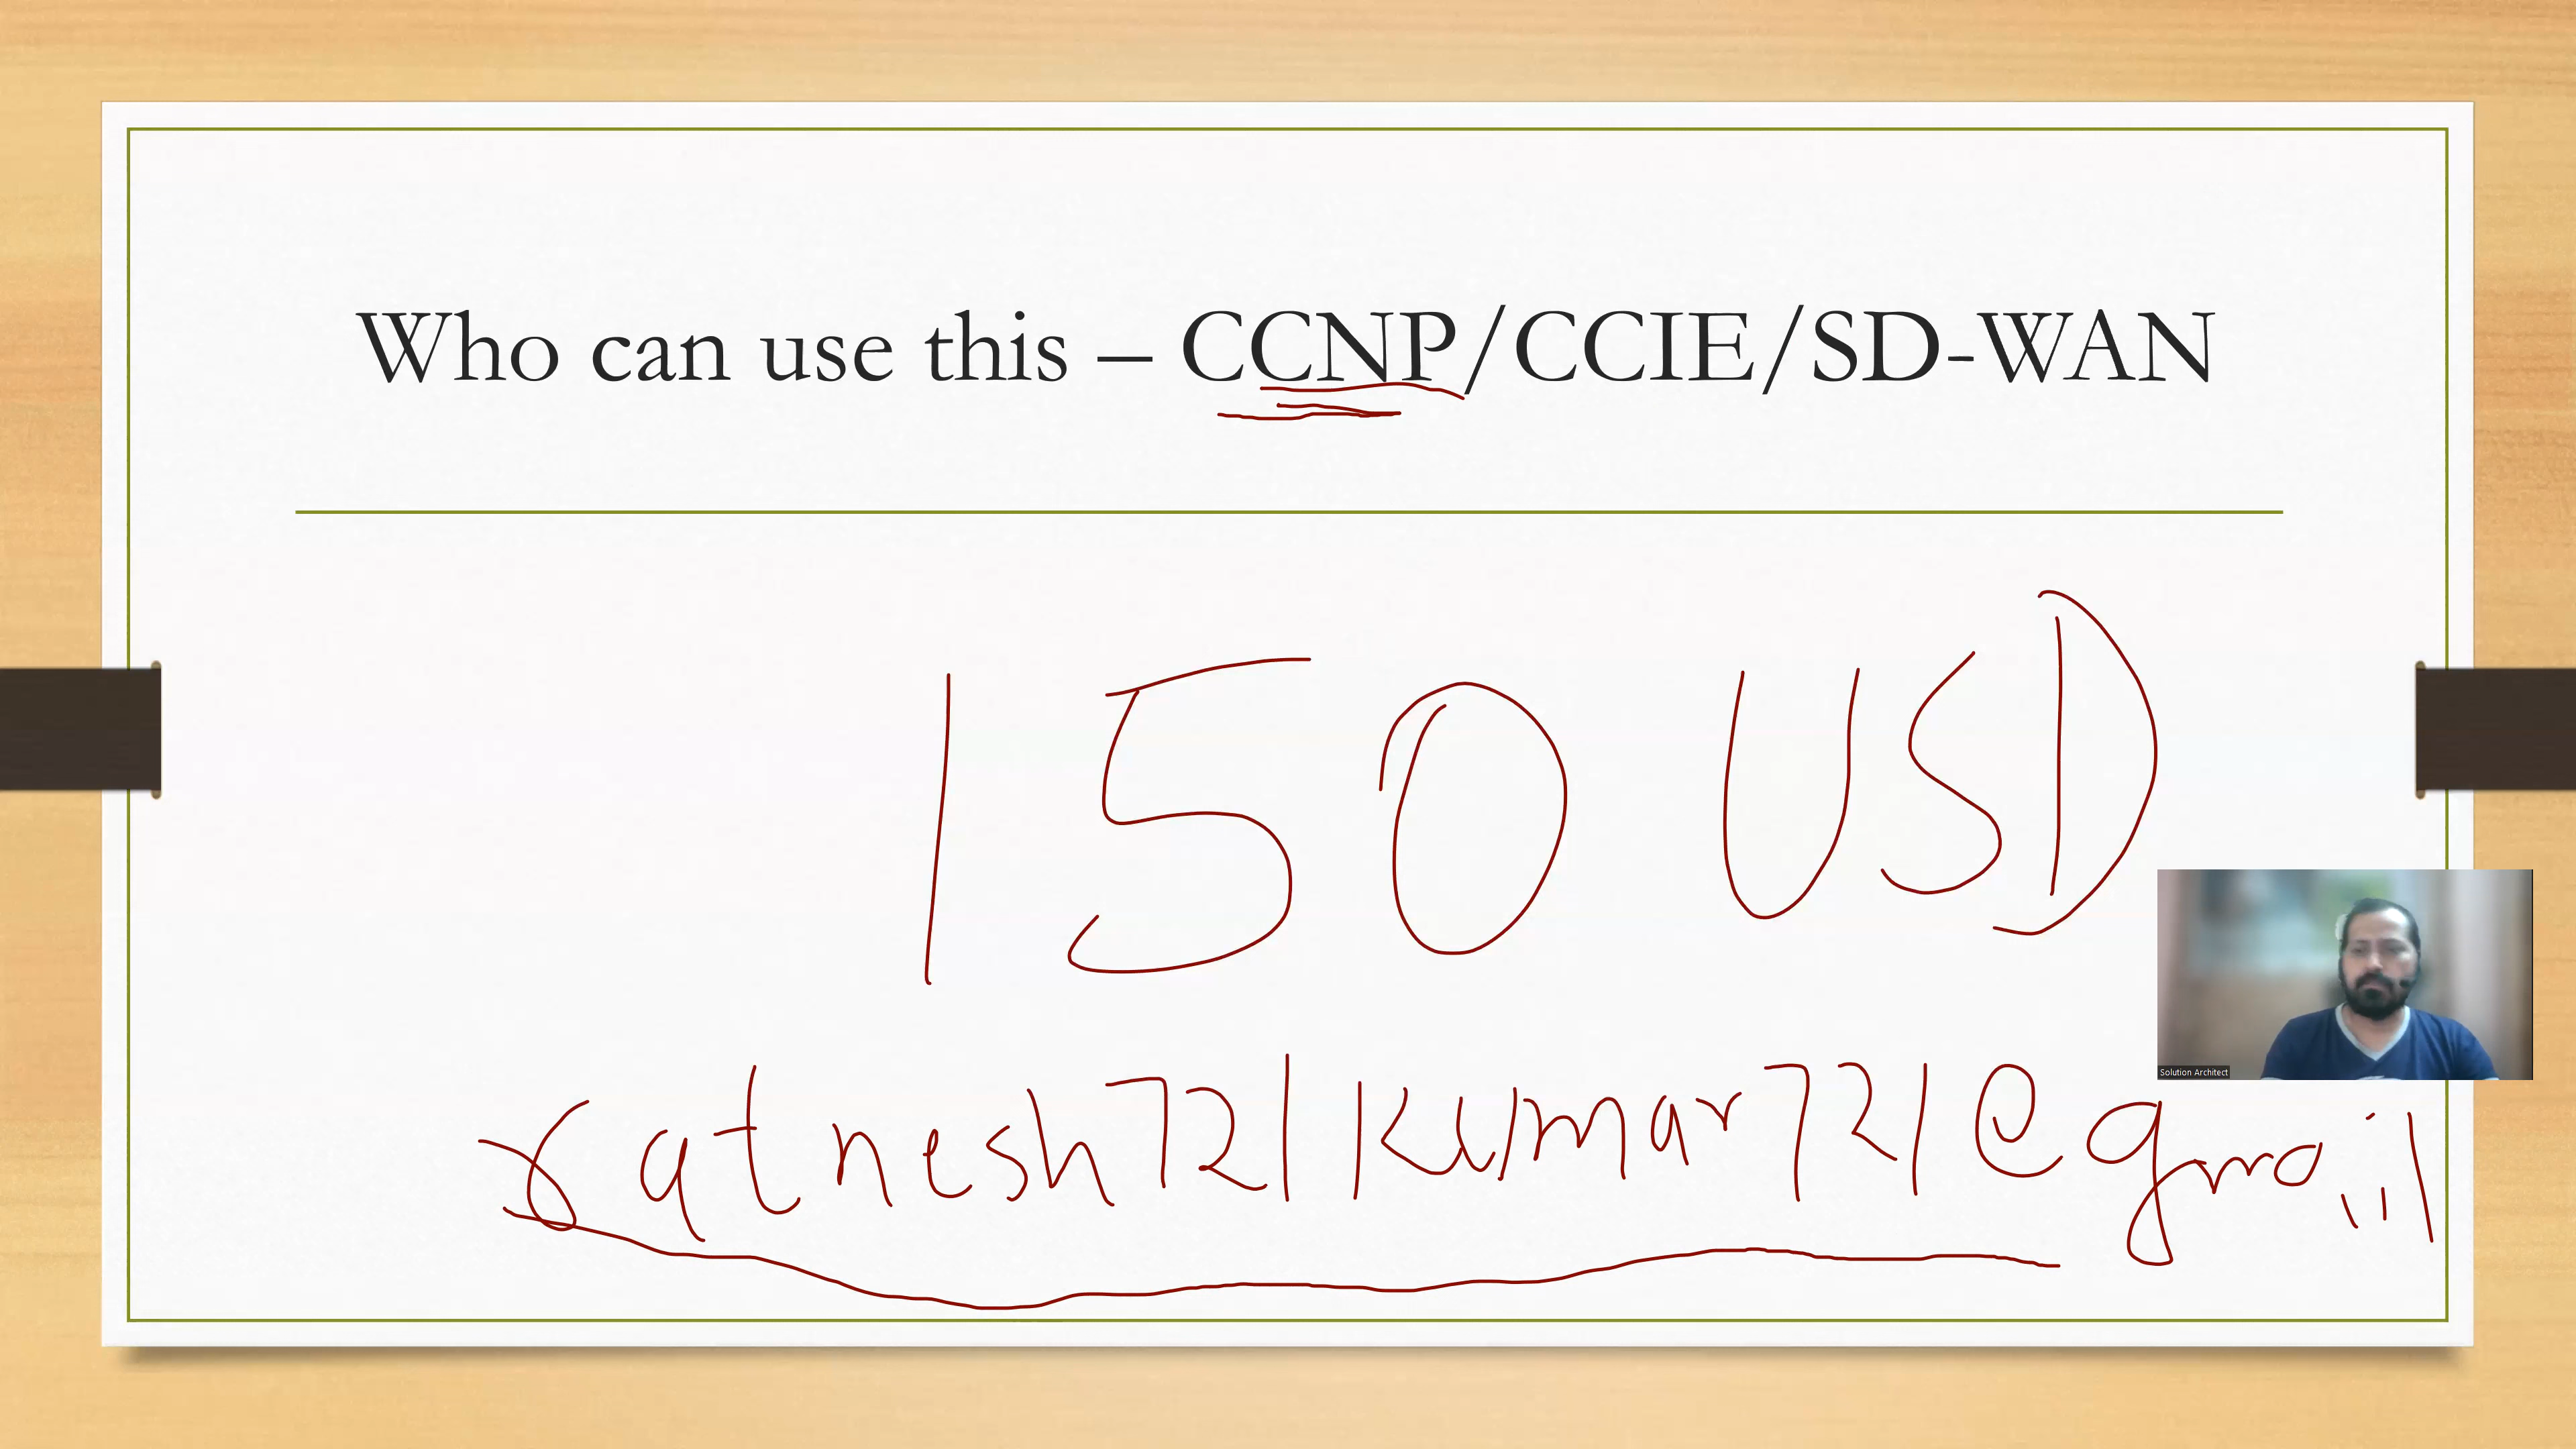 Who can use this – CCNP/CCIE/SD-WAN
150 USD
Solution Architect
ratnesh721kumar721@gmail